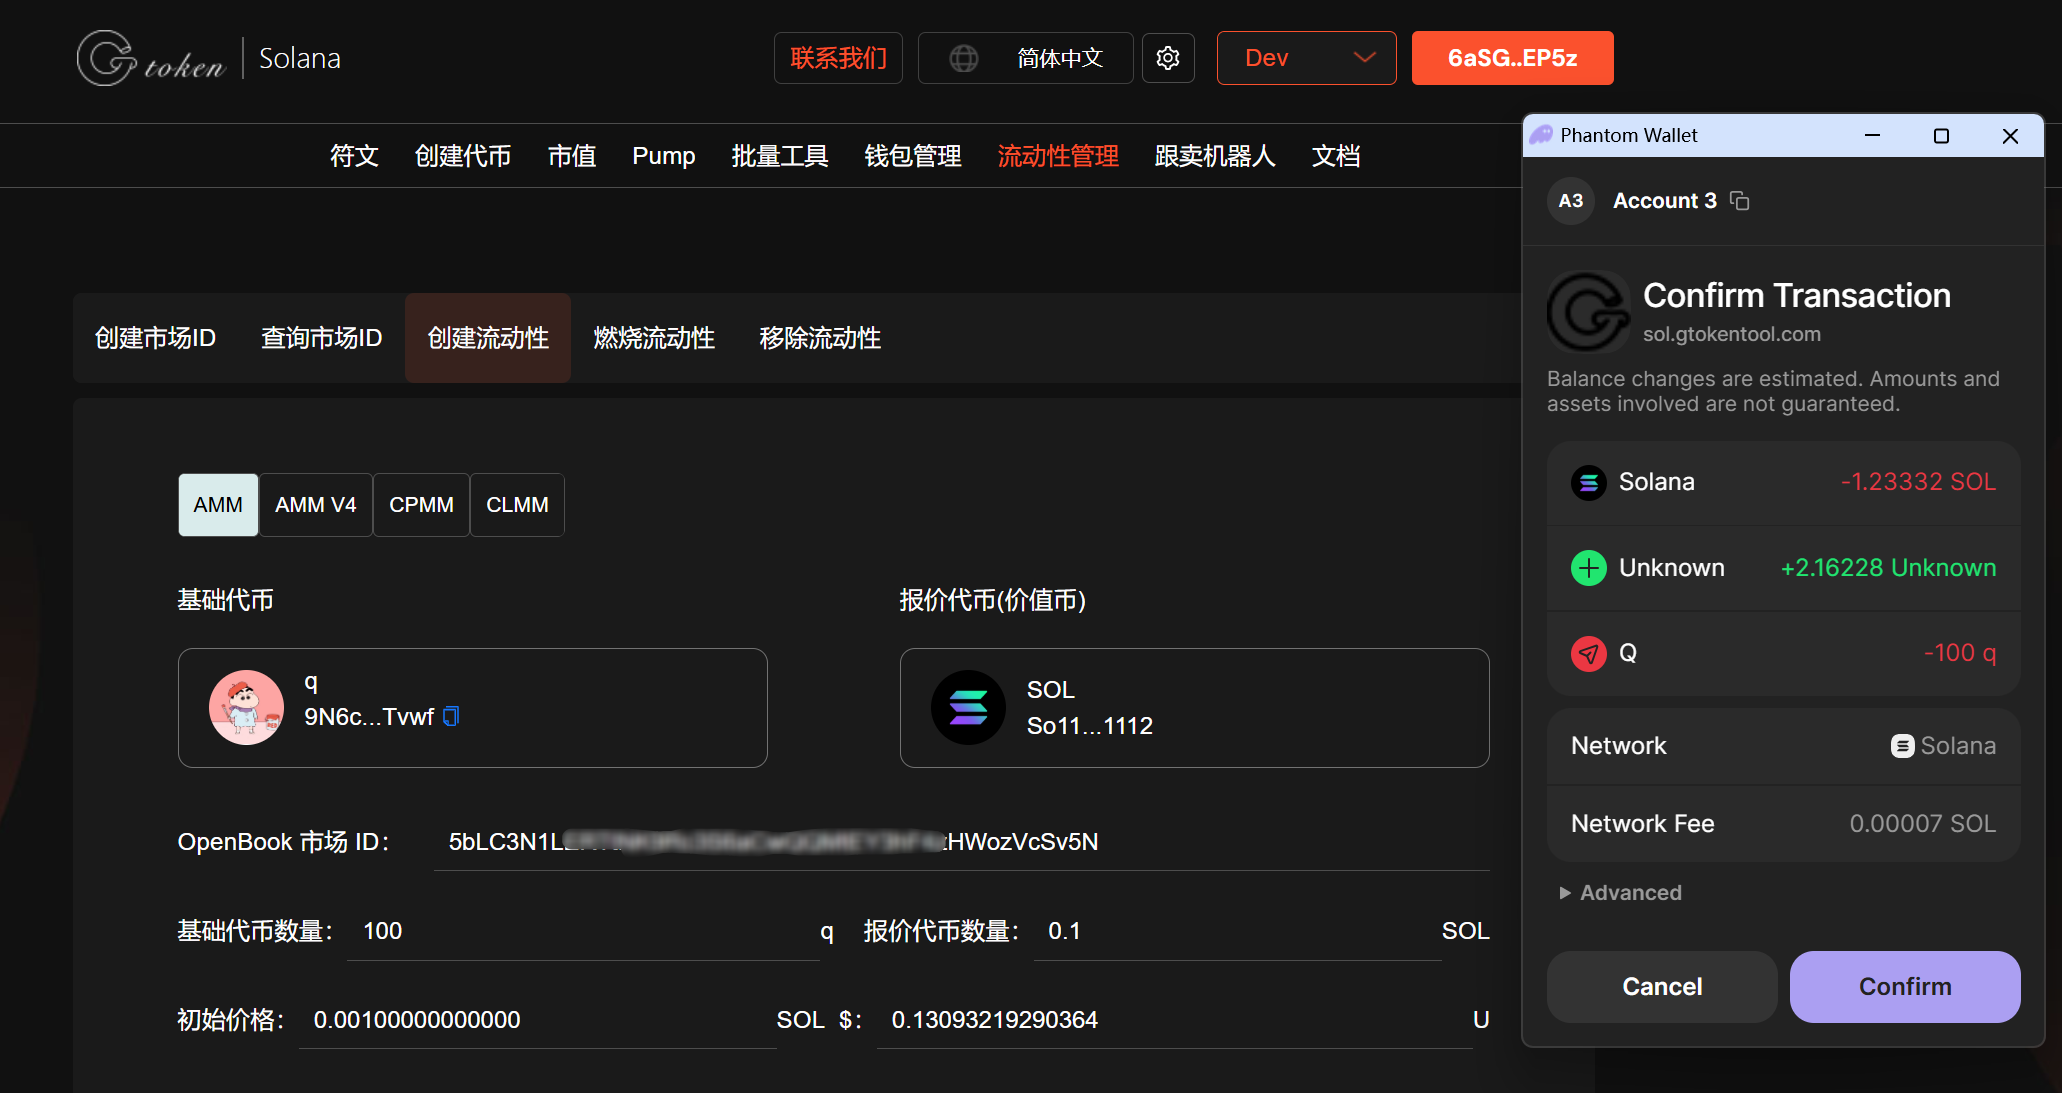 Gtoken Solana
联系我们 简体中文 Dev 6aSG..EP5z
符文 创建代币 市值 Pump 批量工具 钱包管理 流动性管理 跟卖机器人 文档
创建市场ID 查询市场ID 创建流动性 燃烧流动性 移除流动性
AMM AMM V4 CPMM CLMM
基础代币
q
9N6c...Tvwf
报价代币(价值币)
SOL
So11...1112
OpenBook 市场 ID： 5bLC3N1L HWozVcSv5N
基础代币数量： 100 q 报价代币数量： 0.1 SOL
初始价格： 0.00100000000000 SOL $： 0.13093219290364 U
Phantom Wallet
A3 Account 3
Confirm Transaction
sol.gtokentool.com
Balance changes are estimated. Amounts and
assets involved are not guaranteed.
Solana -1.23332 SOL
Unknown +2.16228 Unknown
Q -100 q
Network Solana
Network Fee 0.00007 SOL
Advanced
Cancel Confirm